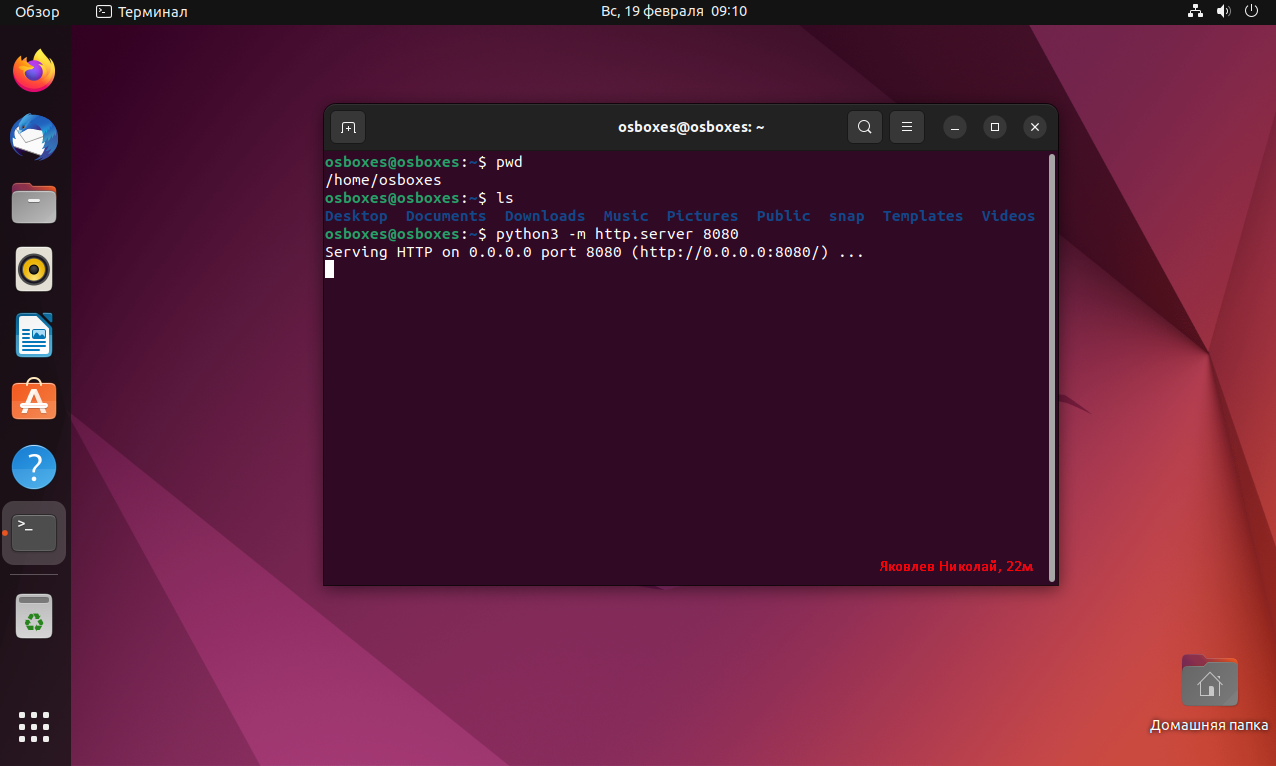 Обзор
Терминал
Вс, 19 февраля 09:10
osboxes@osboxes: ~
osboxes@osboxes:~$ pwd
/home/osboxes
osboxes@osboxes:~$ ls
Desktop Documents Downloads Music Pictures Public snap Templates Videos
osboxes@osboxes:~$ python3 -m http.server 8080
Serving HTTP on 0.0.0.0 port 8080 (http://0.0.0.0:8080/) ...
Яковлев Николай, 22м
Домашняя папка